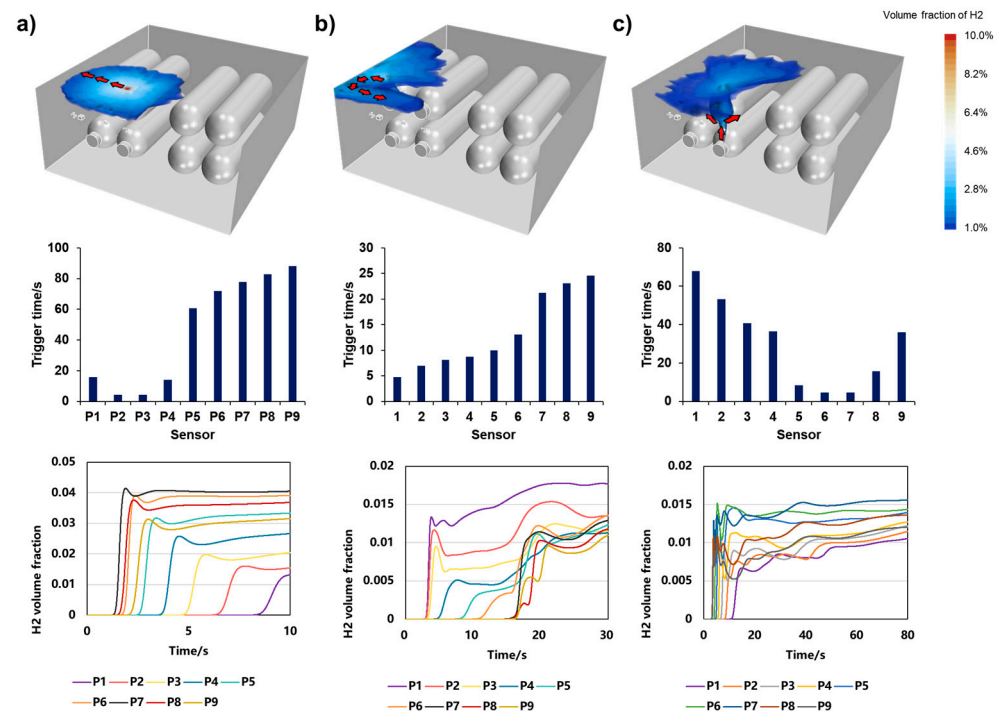 Volume fraction of H2
a)
b)
c)
10.0%
8.2%
6.4%
4.6%
2.8%
1.0%
100
80
60
40
20
0
Trigger time/s
P1 P2 P3 P4 P5 P6 P7 P8 P9
Sensor
30
25
20
15
10
5
0
Trigger time/s
1 2 3 4 5 6 7 8 9
Sensor
80
60
40
20
0
Trigger time/s
1 2 3 4 5 6 7 8 9
Sensor
0.05
0.04
0.03
0.02
0.01
0
H2 volume fraction
0 5 10
Time/s
P1 P2 P3 P4 P5
P6 P7 P8 P9
0.02
0.015
0.01
0.005
0
H2 volume fraction
0 10 20 30
Time/s
P1 P2 P3 P4 P5
P6 P7 P8 P9
0.02
0.015
0.01
0.005
0
H2 volume fraction
0 20 40 60 80
Time/s
P1 P2 P3 P4 P5
P6 P7 P8 P9